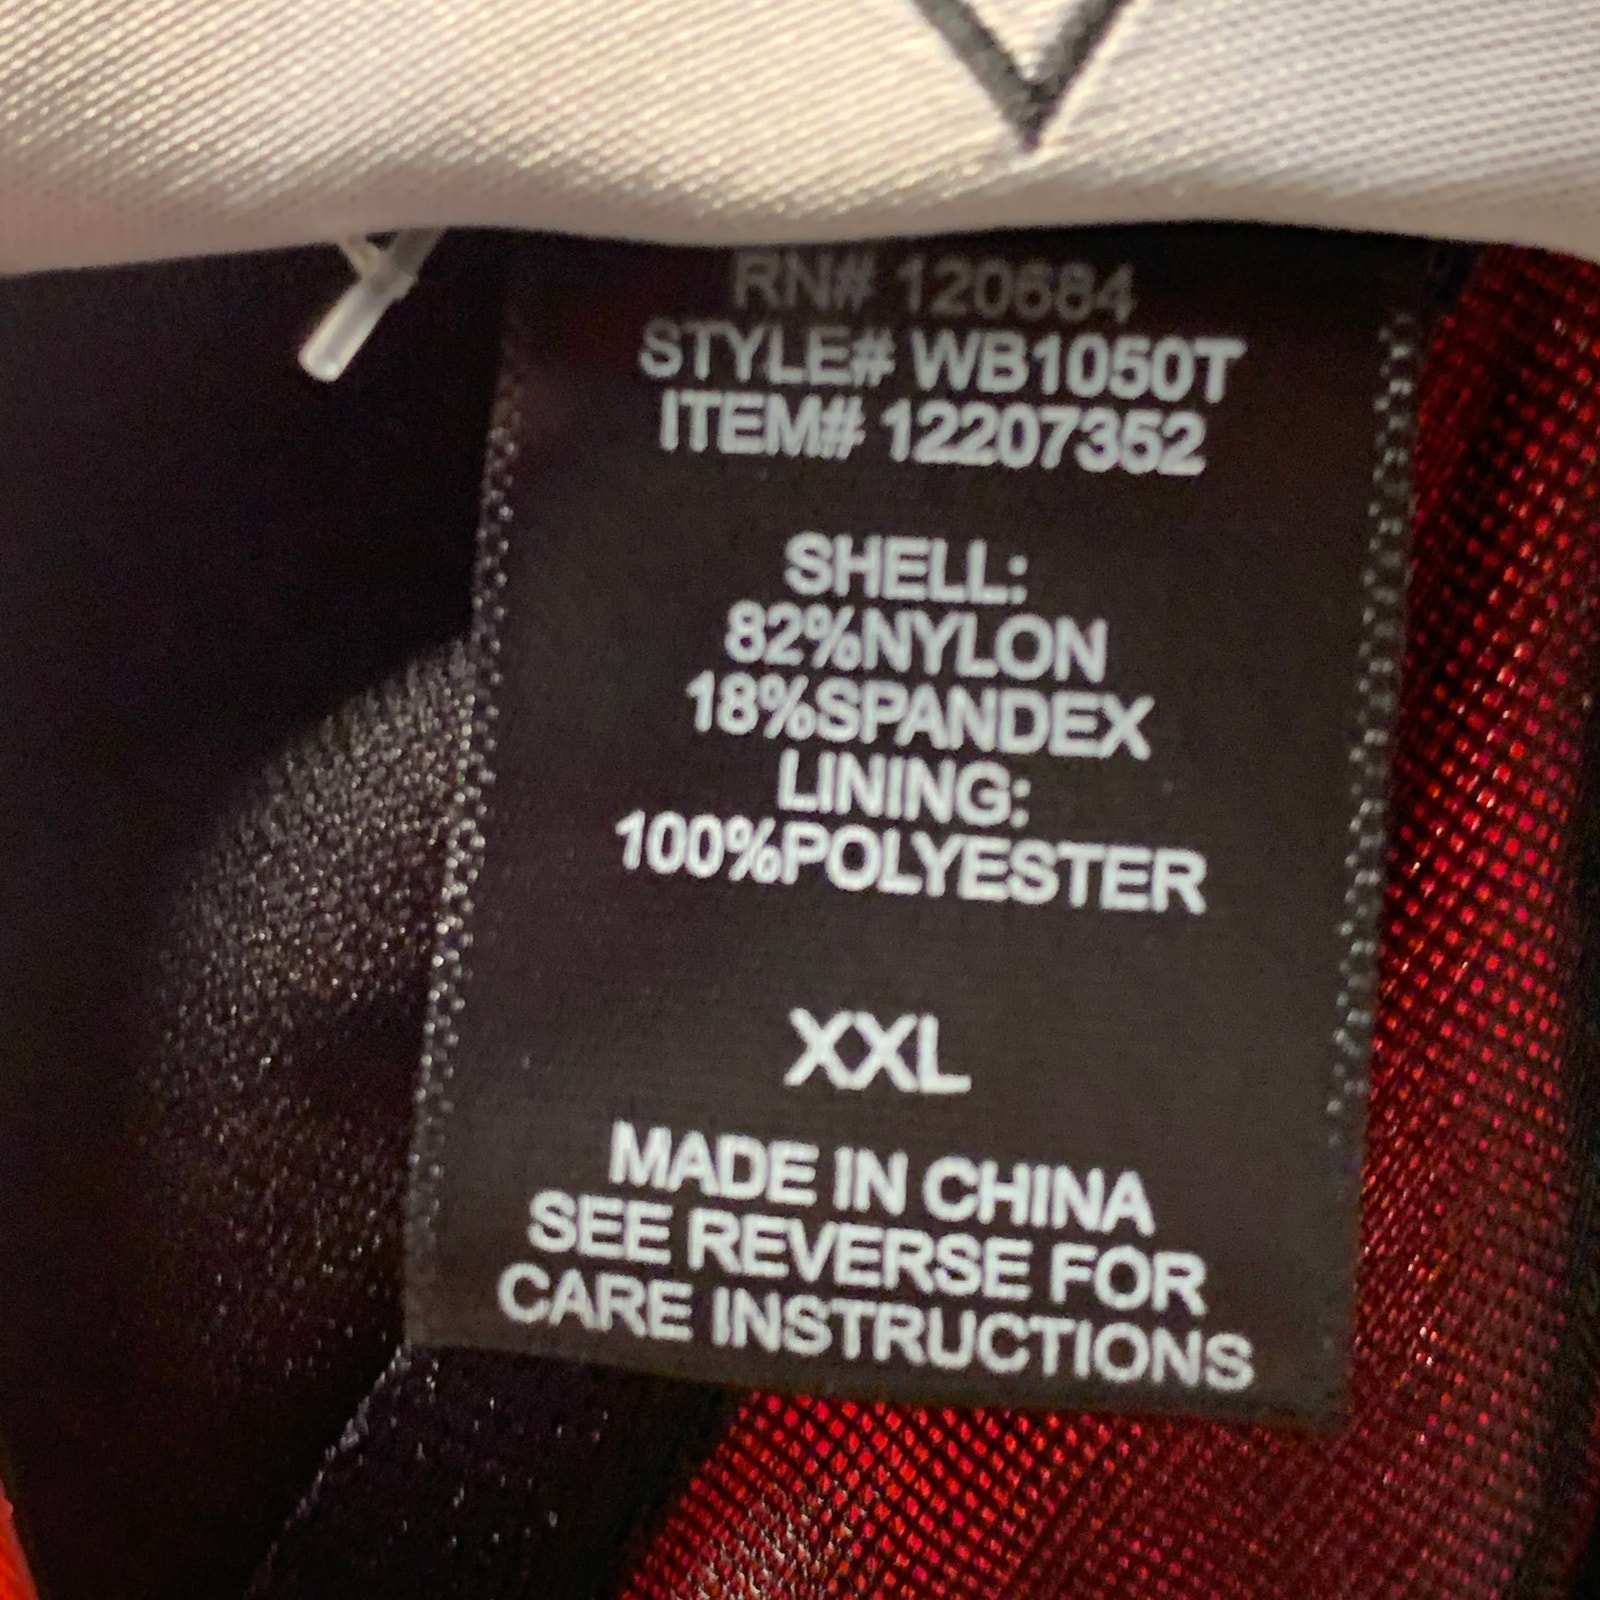 RN# 120684
STYLE# WB1050T
ITEM# 12207352
SHELL:
82%NYLON
18%SPANDEX
LINING:
100%POLYESTER
XXL
MADE IN CHINA
SEE REVERSE FOR
CARE INSTRUCTIONS